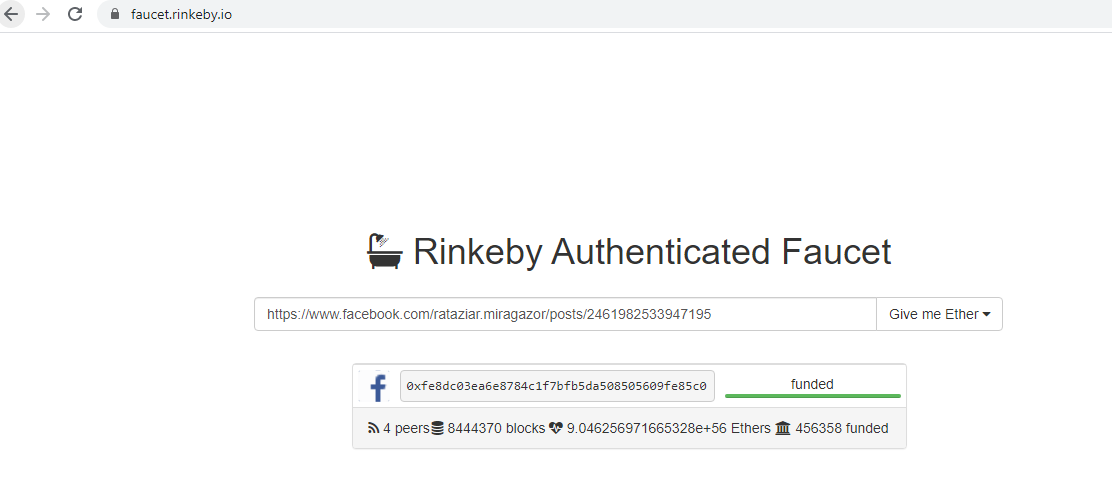 faucet.rinkeby.io
Rinkeby Authenticated Faucet
https://www.facebook.com/rataziar.miragazor/posts/2461982533947195 Give me Ether
0xfe8dc03ea6e8784c1f7bfb5da508505609fe85c0 funded
4 peers 8444370 blocks 9.046256971665328e+56 Ethers 456358 funded